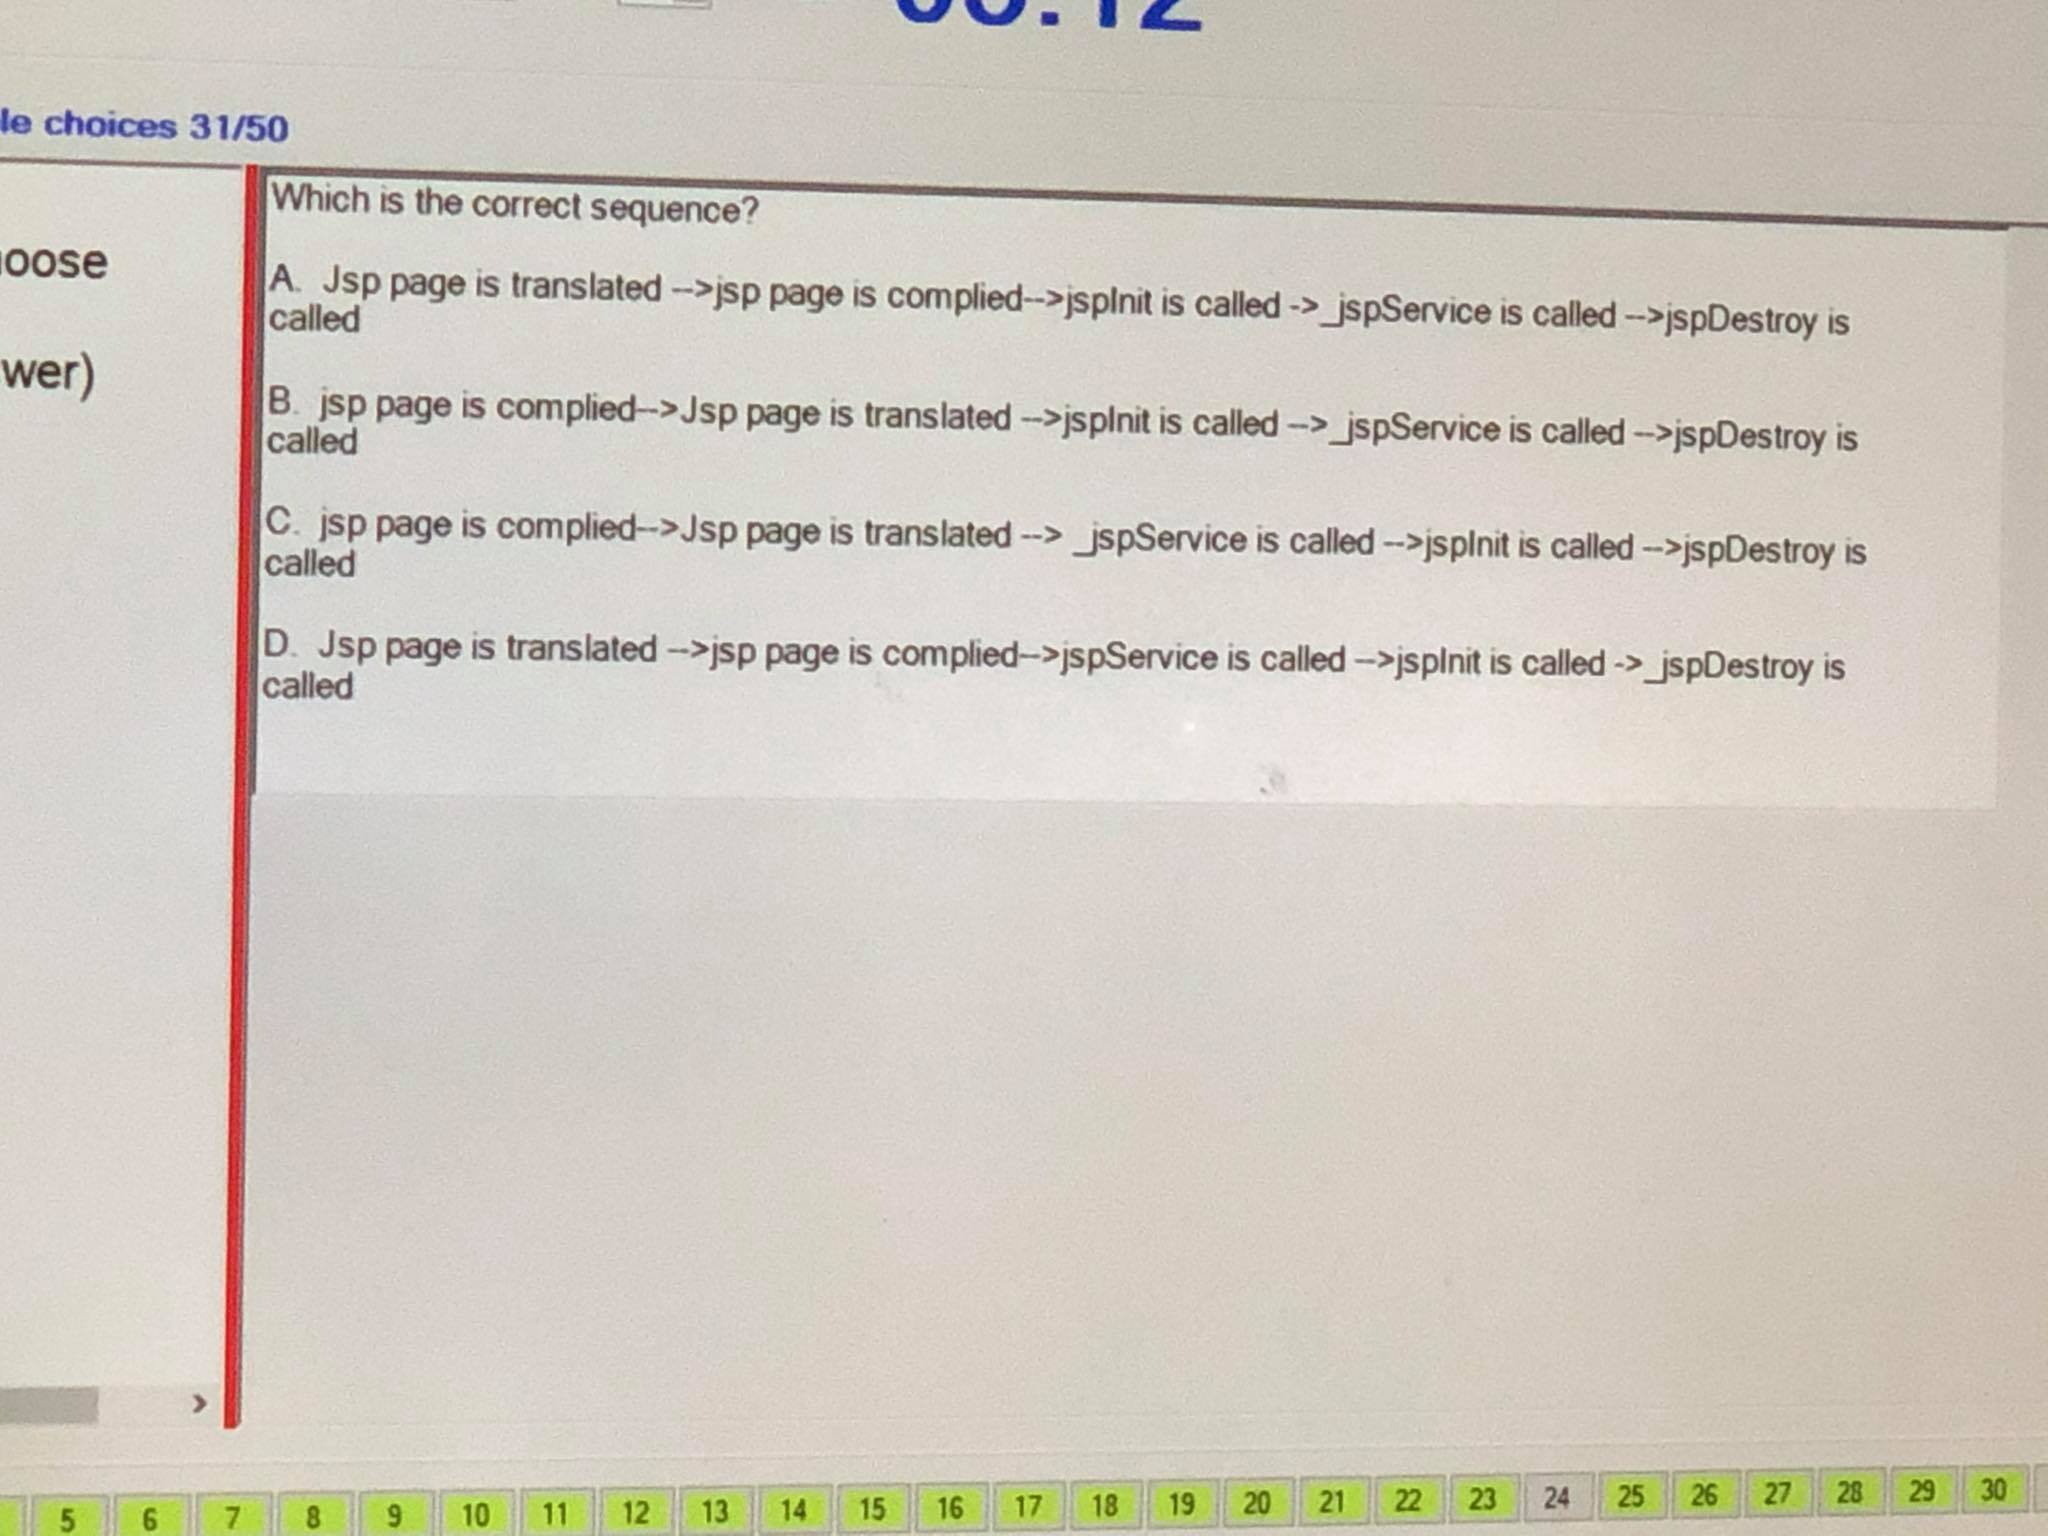 le choices 31/50
oose
wer)
Which is the correct sequence?
A. Jsp page is translated -->jsp page is complied-->jspInit is called ->_jspService is called -->jspDestroy is
called
B. jsp page is complied-->Jsp page is translated -->jspInit is called -->_jspService is called -->jspDestroy is
called
C. jsp page is complied-->Jsp page is translated --> _jspService is called -->jspInit is called -->jspDestroy is
called
D. Jsp page is translated -->jsp page is complied-->jspService is called -->jspInit is called ->_jspDestroy is
called
5 6 7 8 9 10 11 12 13 14 15 16 17 18 19 20 21 22 23 24 25 26 27 28 29 30